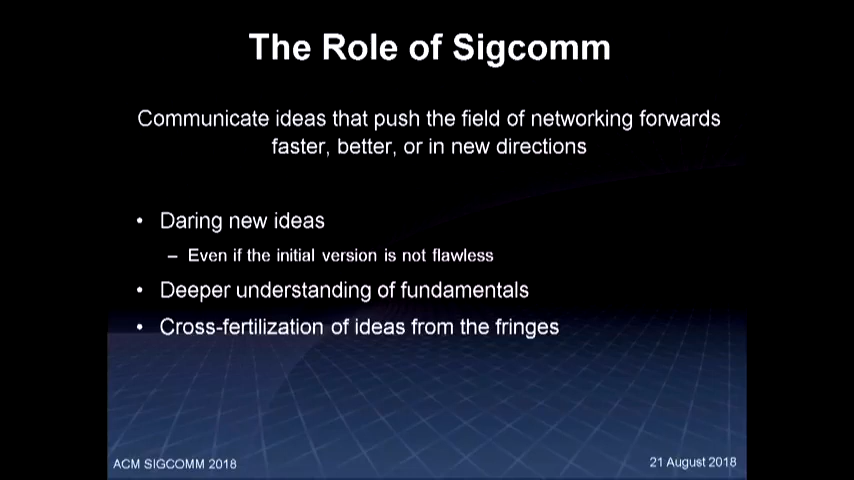 The Role of Sigcomm
Communicate ideas that push the field of networking forwards
faster, better, or in new directions
• Daring new ideas
– Even if the initial version is not flawless
• Deeper understanding of fundamentals
• Cross-fertilization of ideas from the fringes
ACM SIGCOMM 2018
21 August 2018